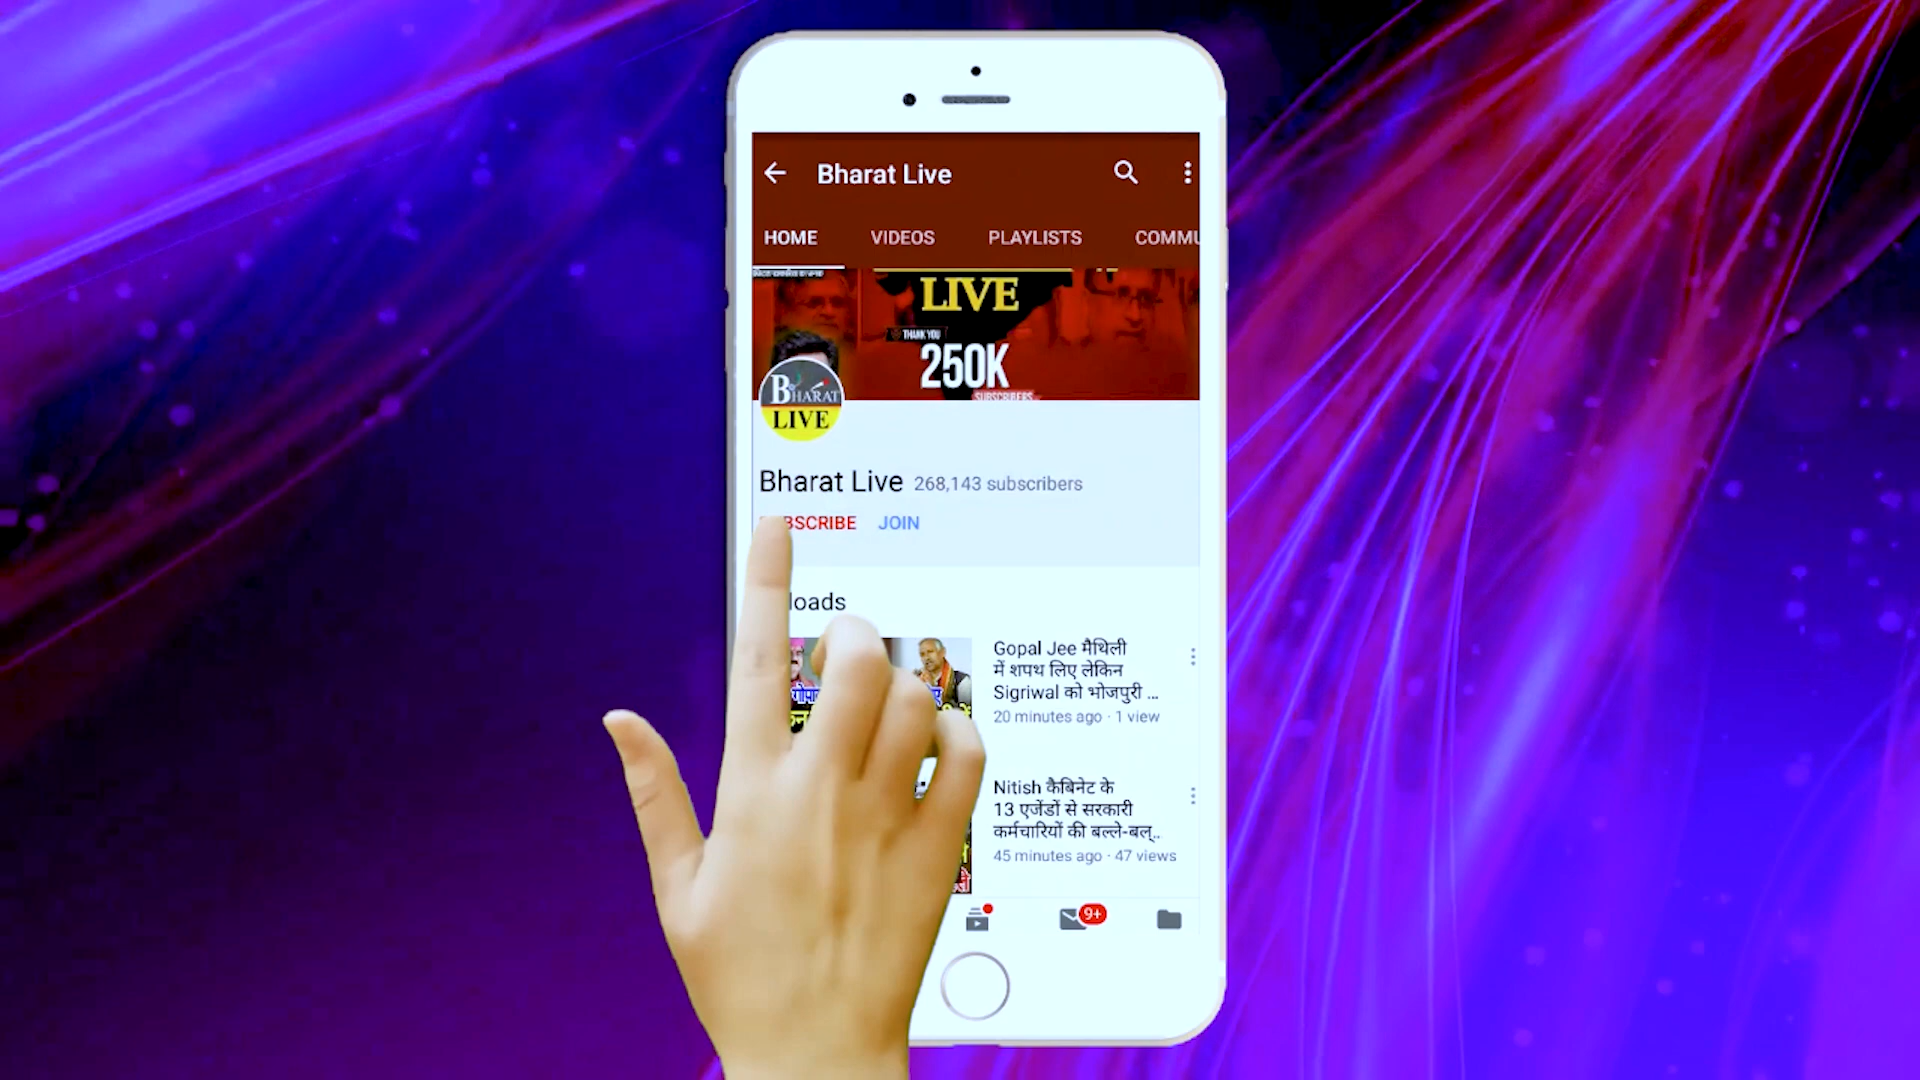 Bharat Live
HOME VIDEOS PLAYLISTS COMMU
LIVE
THANK YOU
250K
SUBSCRIBERS
BHARAT
LIVE
Bharat Live 268,143 subscribers
BSCRIBE JOIN
loads
Gopal Jee मैथिली
में शपथ लिए लेकिन
Sigriwal को भोजपुरी ...
20 minutes ago · 1 view
Nitish कैबिनेट के
13 एजेंडों से सरकारी
कर्मचारियों की बल्ले-बल्..
45 minutes ago · 47 views
9+